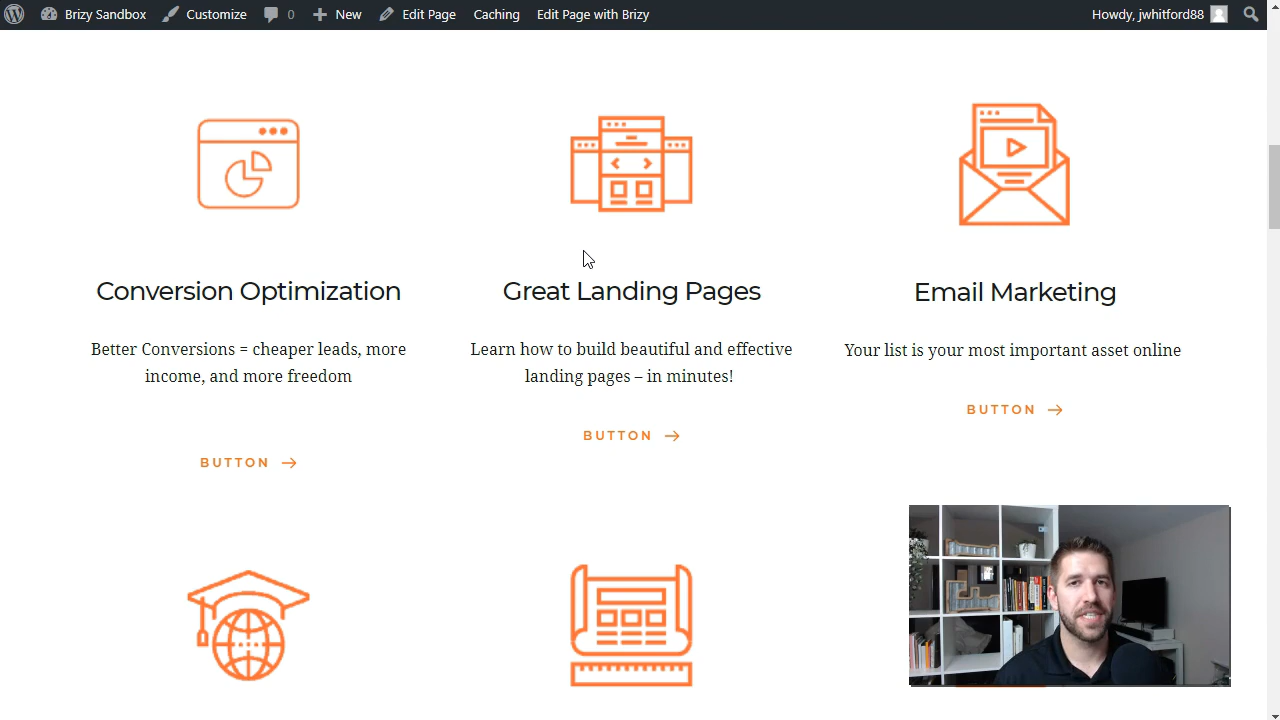 Brizy Sandbox Customize 0 New Edit Page Caching Edit Page with Brizy Howdy, jwhitford88
Conversion Optimization
Better Conversions = cheaper leads, more
income, and more freedom
BUTTON →
Great Landing Pages
Learn how to build beautiful and effective
landing pages – in minutes!
BUTTON →
Email Marketing
Your list is your most important asset online
BUTTON →